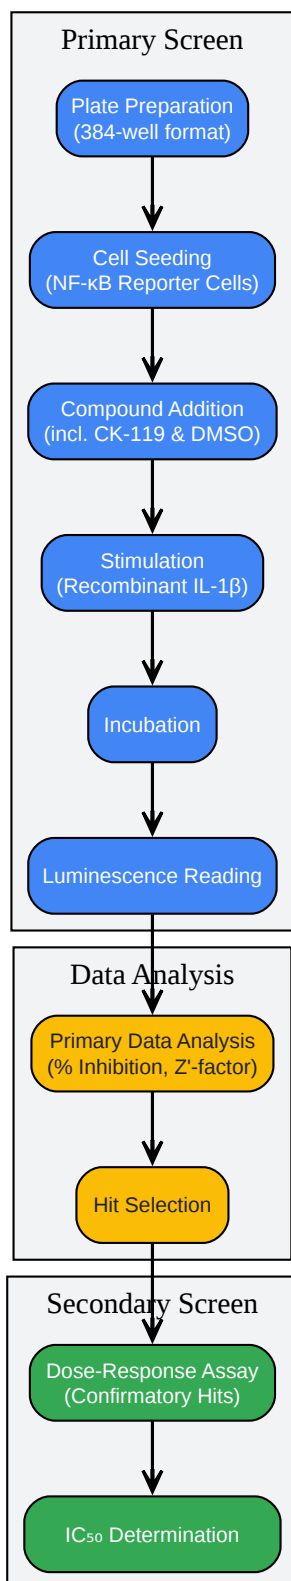 Primary Screen
Plate Preparation
(384-well format)
Cell Seeding
(NF-κB Reporter Cells)
Compound Addition
(incl. CK-119 & DMSO)
Stimulation
(Recombinant IL-1β)
Incubation
Luminescence Reading
Data Analysis
Primary Data Analysis
(% Inhibition, Z'-factor)
Hit Selection
Secondary Screen
Dose-Response Assay
(Confirmatory Hits)
IC₅₀ Determination